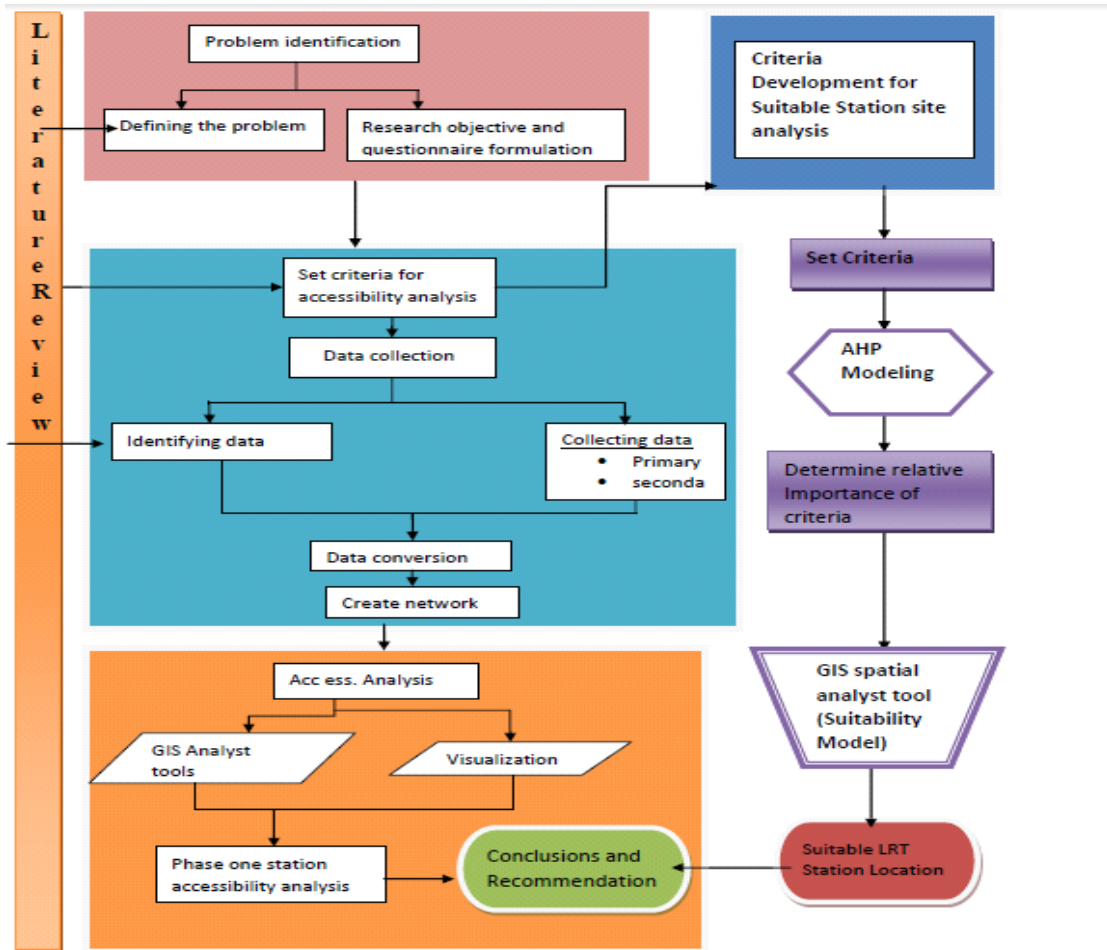 Literature Review
Problem identification
Defining the problem
Research objective and
questionnaire formulation
Criteria
Development for
Suitable Station site
analysis
Set criteria for
accessibility analysis
Data collection
Identifying data
Collecting data
• Primary
• seconda
Data conversion
Create network
Set Criteria
AHP
Modeling
Determine relative
Importance of
criteria
GIS spatial
analyst tool
(Suitability
Model)
Acc ess. Analysis
GIS Analyst
tools
Visualization
Phase one station
accessibility analysis
Conclusions and
Recommendation
Suitable LRT
Station Location